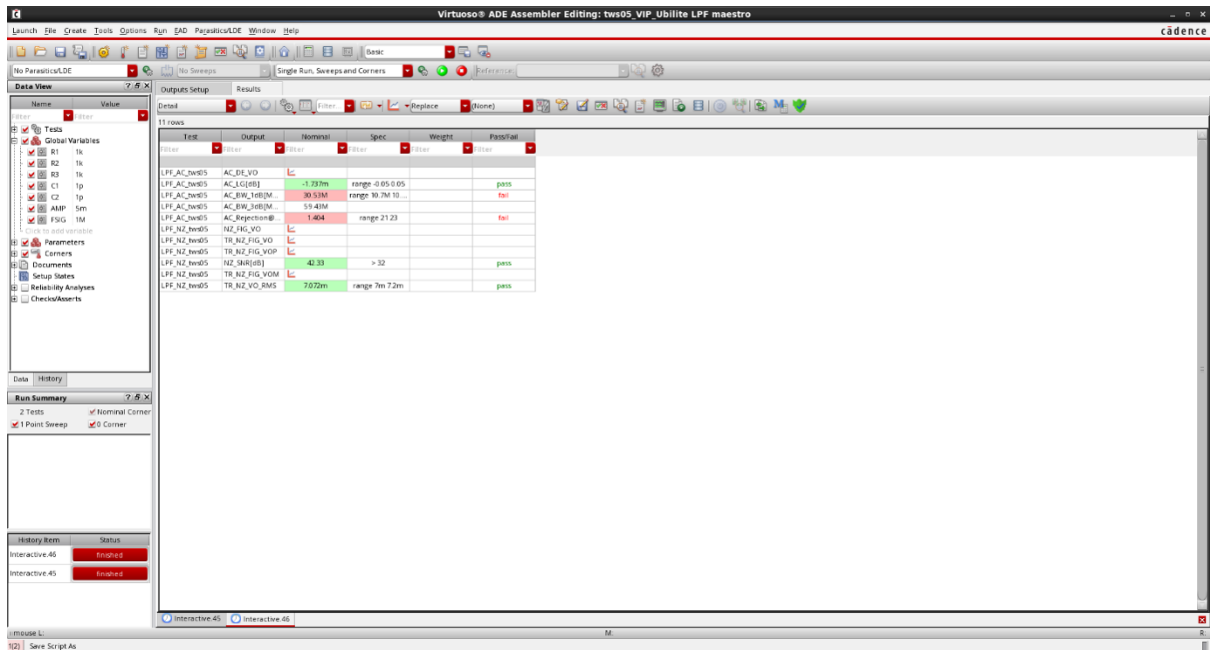 Virtuoso® ADE Assembler Editing: tws05_VIP_Ubilite LPF maestro
Launch File Create Tools Options Run EAD Parasitics/LDE Window Help
cādence
Basic
No Parasitics/LDE
No Sweeps
Single Run, Sweeps and Corners
Reference:
Data View
Outputs Setup Results
Name Value
Detail
Filter
Replace
(None)
Filter Filter
11 rows
Tests
Test Output Nominal Spec Weight Pass/Fail
Global Variables
Filter Filter Filter Filter Filter Filter
R1 1k
R2 1k
R3 1k
C1 1p
C2 1p
AMP 5m
FSIG 1M
Click to add variable
Parameters
Corners
Documents
Setup States
Reliability Analyses
Checks/Asserts
LPF_AC_tws05 AC_DE_VO
LPF_AC_tws05 AC_LG[dB] -1.737m range -0.05 0.05 pass
LPF_AC_tws05 AC_BW_1dB[M... 30.53M range 10.7M 10.... fail
LPF_AC_tws05 AC_BW_3dB[M... 59.43M
LPF_AC_tws05 AC_Rejection@... 1.404 range 21 23 fail
LPF_NZ_tws05 NZ_FIG_VO
LPF_NZ_tws05 TR_NZ_FIG_VO
LPF_NZ_tws05 TR_NZ_FIG_VOP
LPF_NZ_tws05 NZ_SNR[dB] 42.33 > 32 pass
LPF_NZ_tws05 TR_NZ_FIG_VOM
LPF_NZ_tws05 TR_NZ_VO_RMS 7.072m range 7m 7.2m pass
Data History
Run Summary
2 Tests Nominal Corner
1 Point Sweep 0 Corner
History Item Status
Interactive.46 finished
Interactive.45 finished
Interactive.45 Interactive.46
mouse L: M: R:
1(2) Save Script As